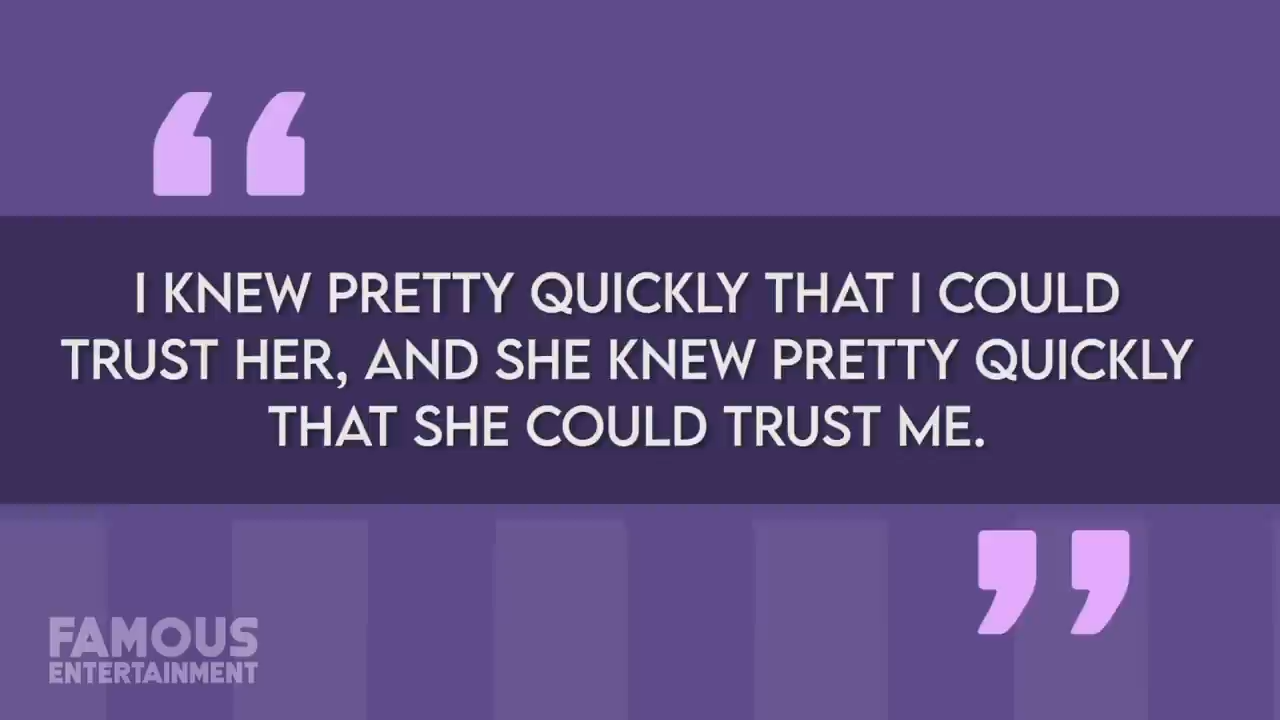 “
I KNEW PRETTY QUICKLY THAT I COULD
TRUST HER, AND SHE KNEW PRETTY QUICKLY
THAT SHE COULD TRUST ME.
”
FAMOUS
ENTERTAINMENT